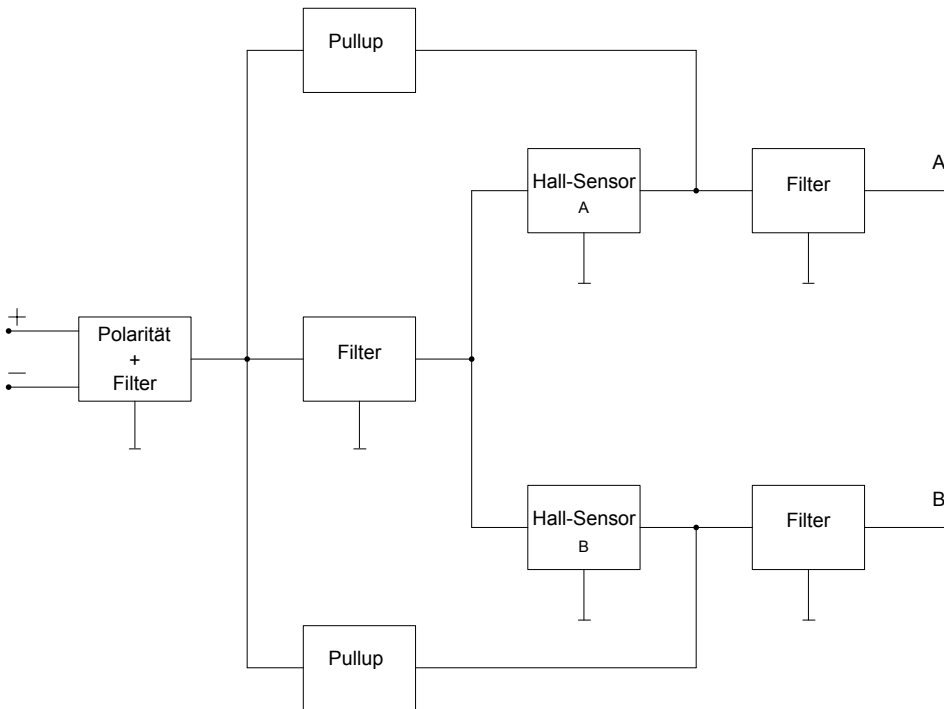 Pullup
Hall-Sensor
A
Filter
A
+
−
Polarität
+
Filter
Filter
Hall-Sensor
B
Filter
B
Pullup